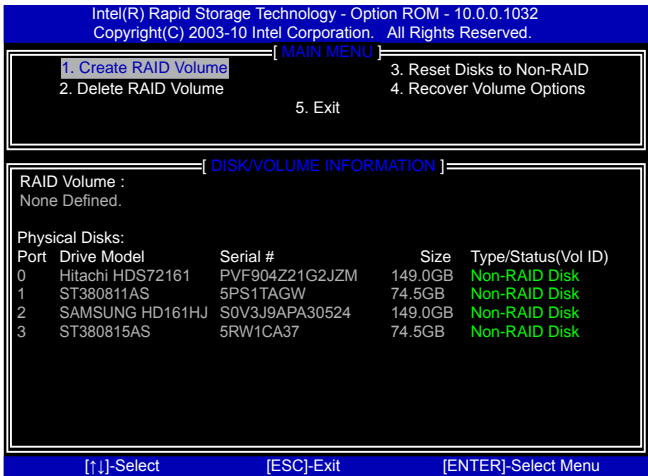 Intel(R) Rapid Storage Technology - Option ROM - 10.0.0.1032
Copyright(C) 2003-10 Intel Corporation. All Rights Reserved.
[ MAIN MENU ]
1. Create RAID Volume 3. Reset Disks to Non-RAID
2. Delete RAID Volume 4. Recover Volume Options
5. Exit
[ DISK/VOLUME INFORMATION ]
RAID Volume :
None Defined.
Physical Disks:
Port Drive Model Serial # Size Type/Status(Vol ID)
0 Hitachi HDS72161 PVF904Z21G2JZM 149.0GB Non-RAID Disk
1 ST380811AS 5PS1TAGW 74.5GB Non-RAID Disk
2 SAMSUNG HD161HJ S0V3J9APA30524 149.0GB Non-RAID Disk
3 ST380815AS 5RW1CA37 74.5GB Non-RAID Disk
[↑↓]-Select [ESC]-Exit [ENTER]-Select Menu